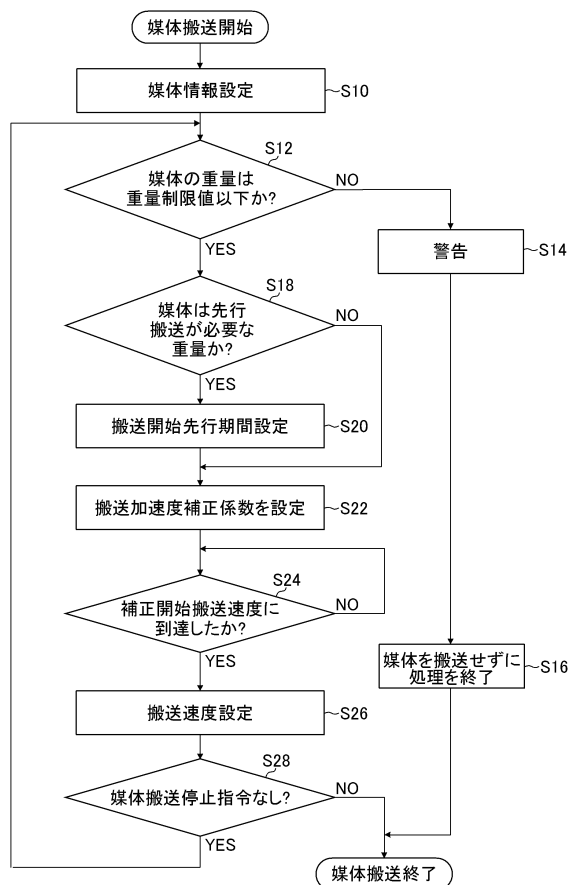 媒体搬送開始
媒体情報設定
S10
S12
媒体の重量は
重量制限値以下か?
NO
YES
警告
S14
S18
媒体は先行
搬送が必要な
重量か?
NO
YES
搬送開始先行期間設定
S20
搬送加速度補正係数を設定
S22
S24
補正開始搬送速度に
到達したか?
NO
YES
媒体を搬送せずに
処理を終了
S16
搬送速度設定
S26
S28
媒体搬送停止指令なし?
NO
YES
媒体搬送終了